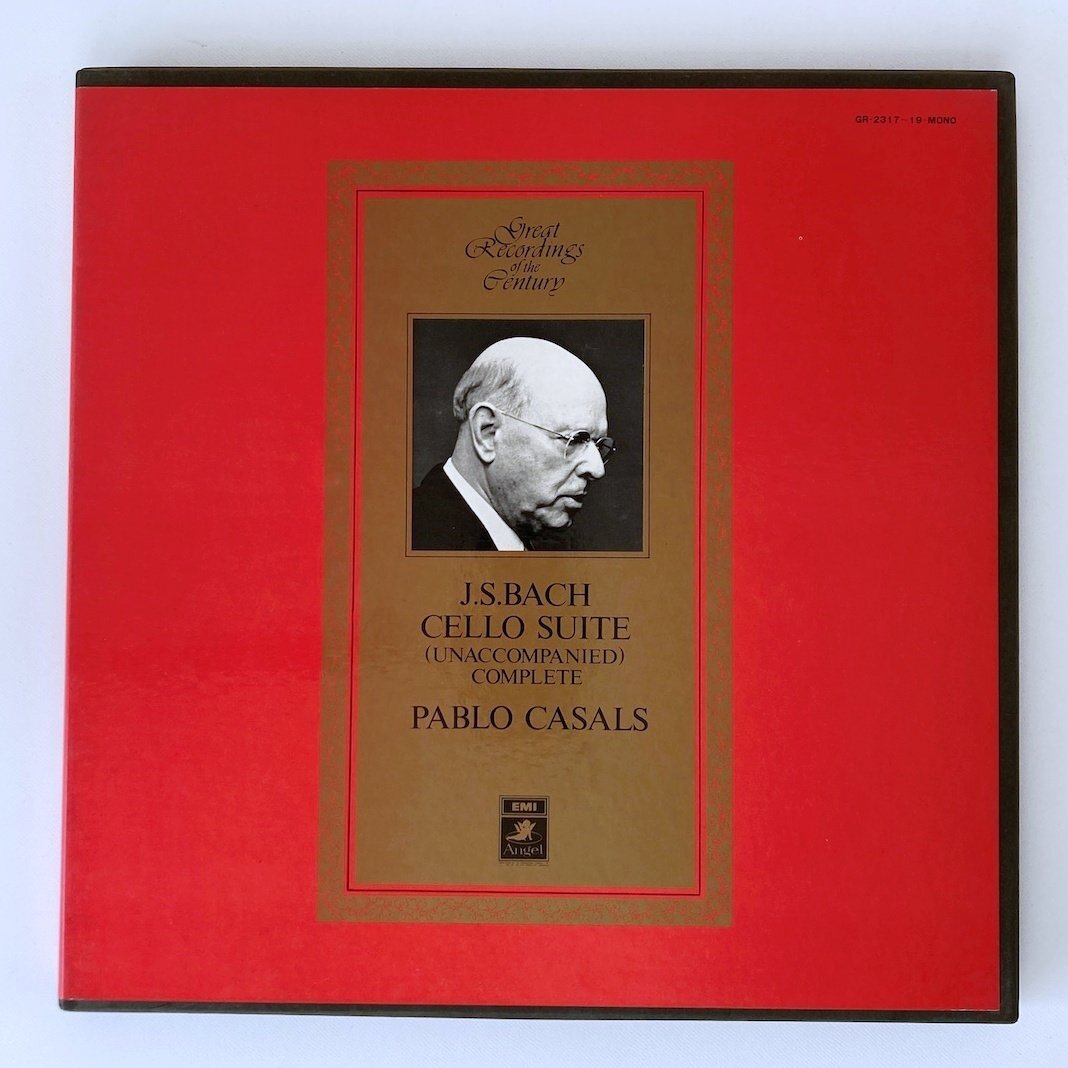 GR-2317~19 MONO
Great
Recordings
of the
Century
J.S.BACH
CELLO SUITE
(UNACCOMPANIED)
COMPLETE
PABLO CASALS
EMI
Angel